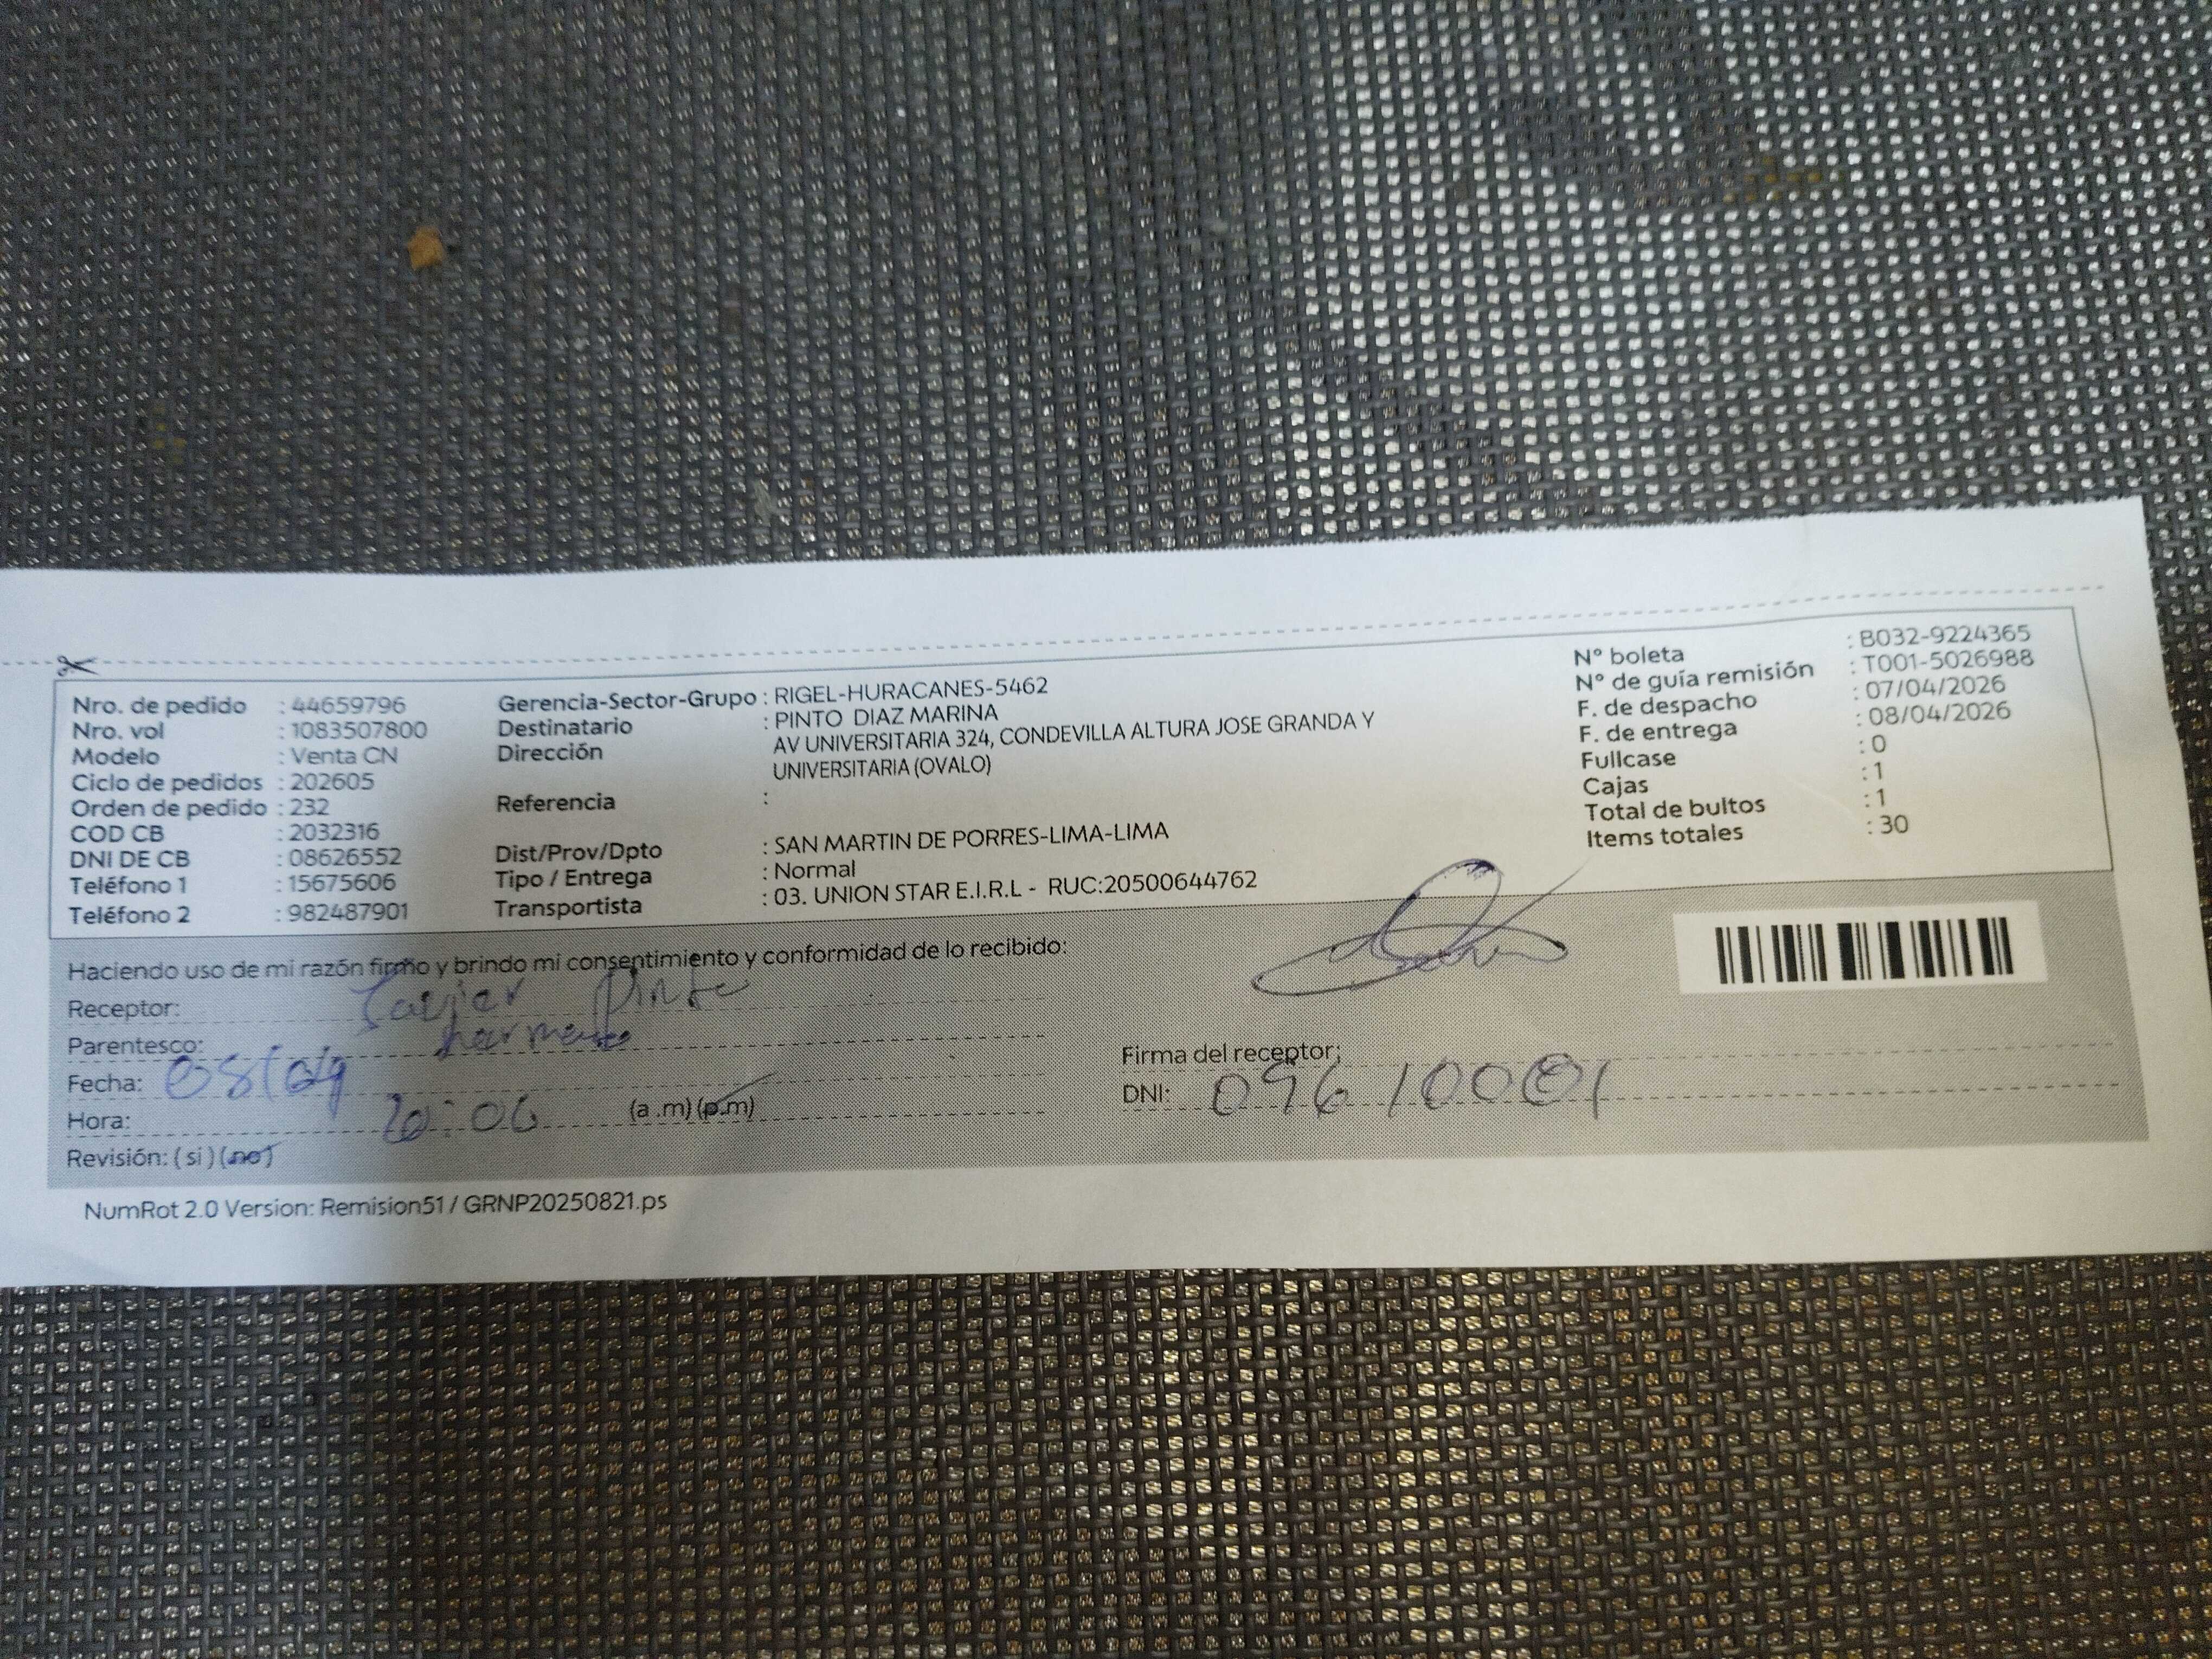 Nro. de pedido : 44659796
Nro. vol : 1083507800
Modelo : Venta CN
Ciclo de pedidos : 202605
Orden de pedido : 232
COD CB : 2032316
DNI DE CB : 08626552
Teléfono 1 : 15675606
Teléfono 2 : 982487901
Gerencia-Sector-Grupo : RIGEL-HURACANES-5462
Destinatario : PINTO DIAZ MARINA
Dirección AV UNIVERSITARIA 324, CONDEVILLA ALTURA JOSE GRANDA Y
UNIVERSITARIA (OVALO)
Referencia :
Dist/Prov/Dpto : SAN MARTIN DE PORRES-LIMA-LIMA
Tipo / Entrega : Normal
Transportista : 03. UNION STAR E.I.R.L - RUC:20500644762
N° boleta : B032-9224365
N° de guía remisión : T001-5026988
F. de despacho : 07/04/2026
F. de entrega : 08/04/2026
Fullcase : 0
Cajas : 1
Total de bultos : 1
Items totales : 30
Haciendo uso de mi razón firmo y brindo mi consentimiento y conformidad de lo recibido:
Receptor: Javier Pinto
Parentesco: hermano
Fecha: 08/04
Hora: :06 (a.m) (p.m)
Revisión: (si) (no)
Firma del receptor:
DNI:
NumRot 2.0 Version: Remision51 / GRNP20250821.ps